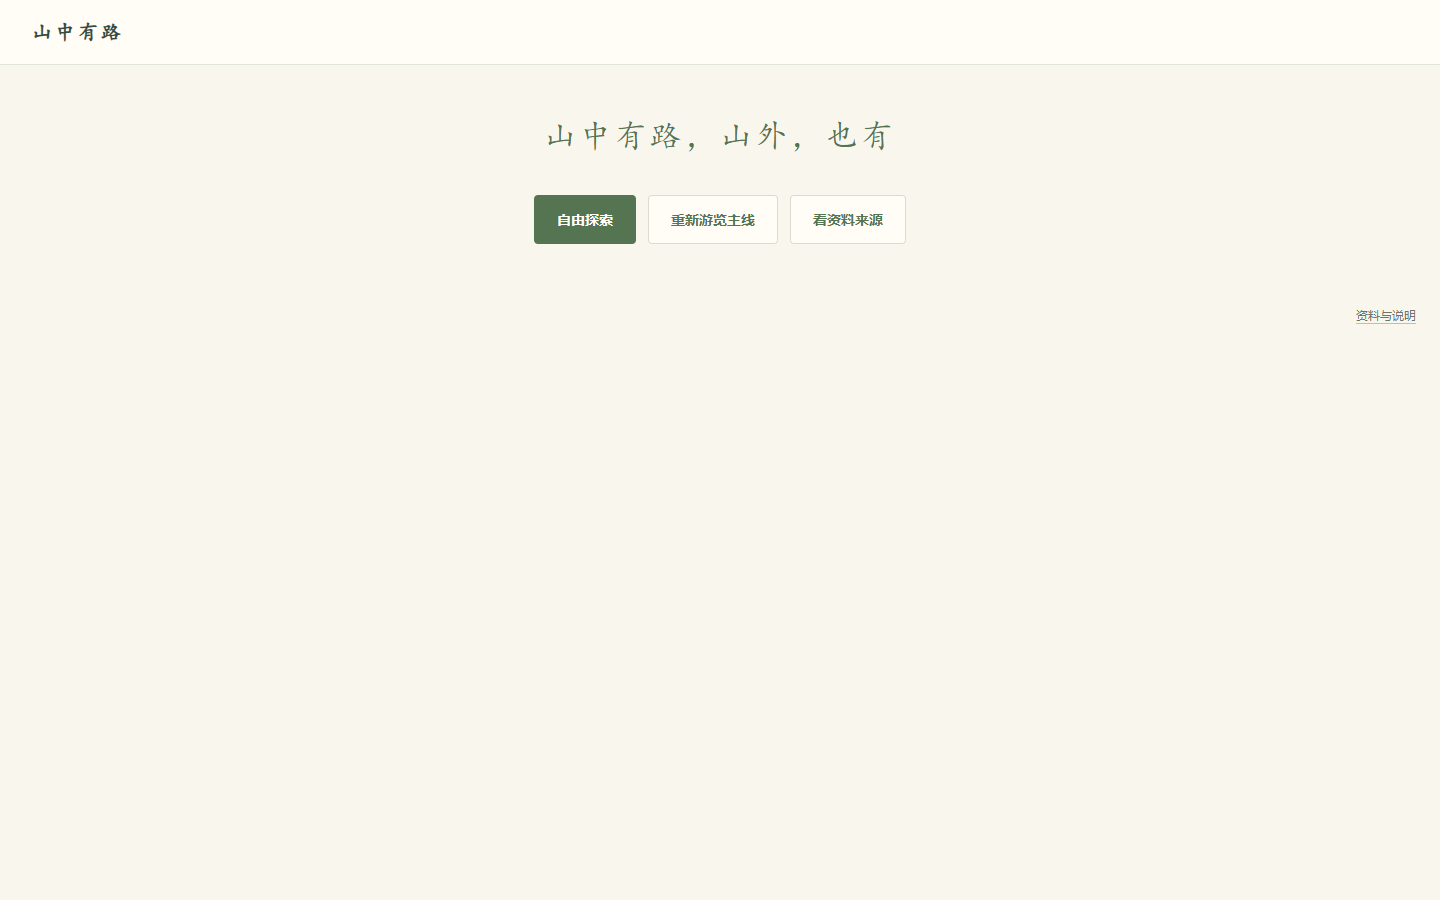 山中有路
山中有路，山外，也有
自由探索
重新游览主线
看资料来源
资料与说明